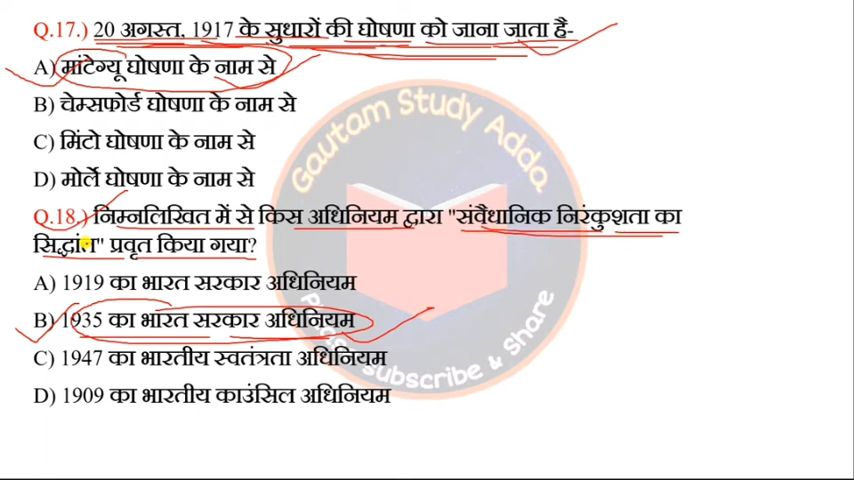 Q.17.) 20 अगस्त, 1917 के सुधारों की घोषणा को जाना जाता है-
A) मांटेग्यू घोषणा के नाम से
B) चेम्सफोर्ड घोषणा के नाम से
C) मिंटो घोषणा के नाम से
D) मोर्ले घोषणा के नाम से
Q.18.) निम्नलिखित में से किस अधिनियम द्वारा "संवैधानिक निरंकुशता का
सिद्धांत" प्रवृत किया गया?
A) 1919 का भारत सरकार अधिनियम
B) 1935 का भारत सरकार अधिनियम
C) 1947 का भारतीय स्वतंत्रता अधिनियम
D) 1909 का भारतीय काउंसिल अधिनियम
Gautam Study Adda
subscribe & share